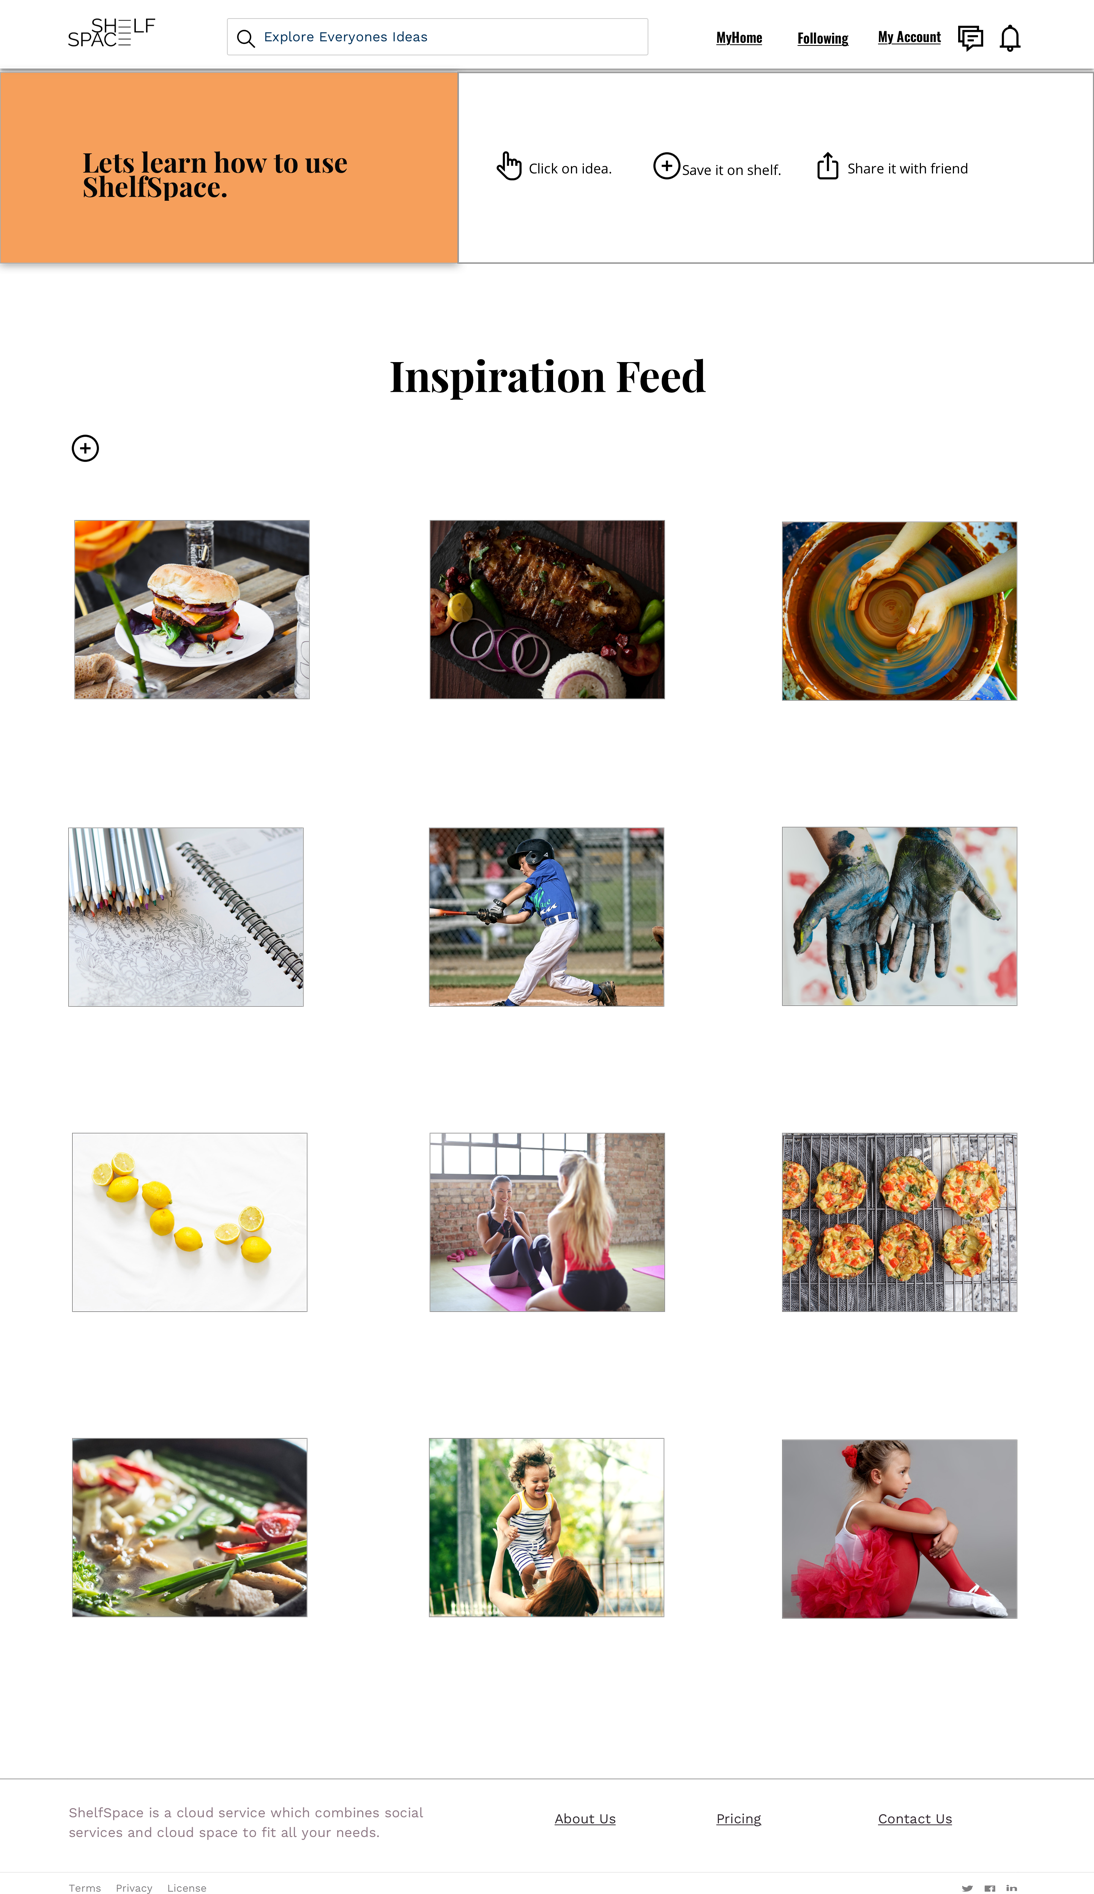 SHELF
SPACE
Explore Everyones Ideas
MyHome
Following
My Account
Lets learn how to use
ShelfSpace.
Click on idea.
Save it on shelf.
Share it with friend
Inspiration Feed
ShelfSpace is a cloud service which combines social
services and cloud space to fit all your needs.
About Us
Pricing
Contact Us
Terms
Privacy
License